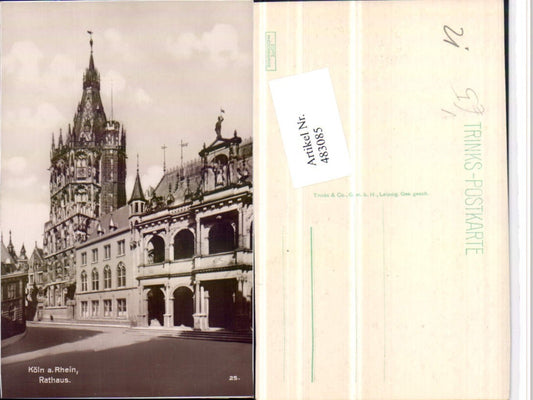 Köln a. Rhein,
Rathaus.
25.
Artikel Nr.
483085
Trinks & Co., G. m. b. H., Leipzig. Ges. gesch.
TRINKS-POSTKARTE